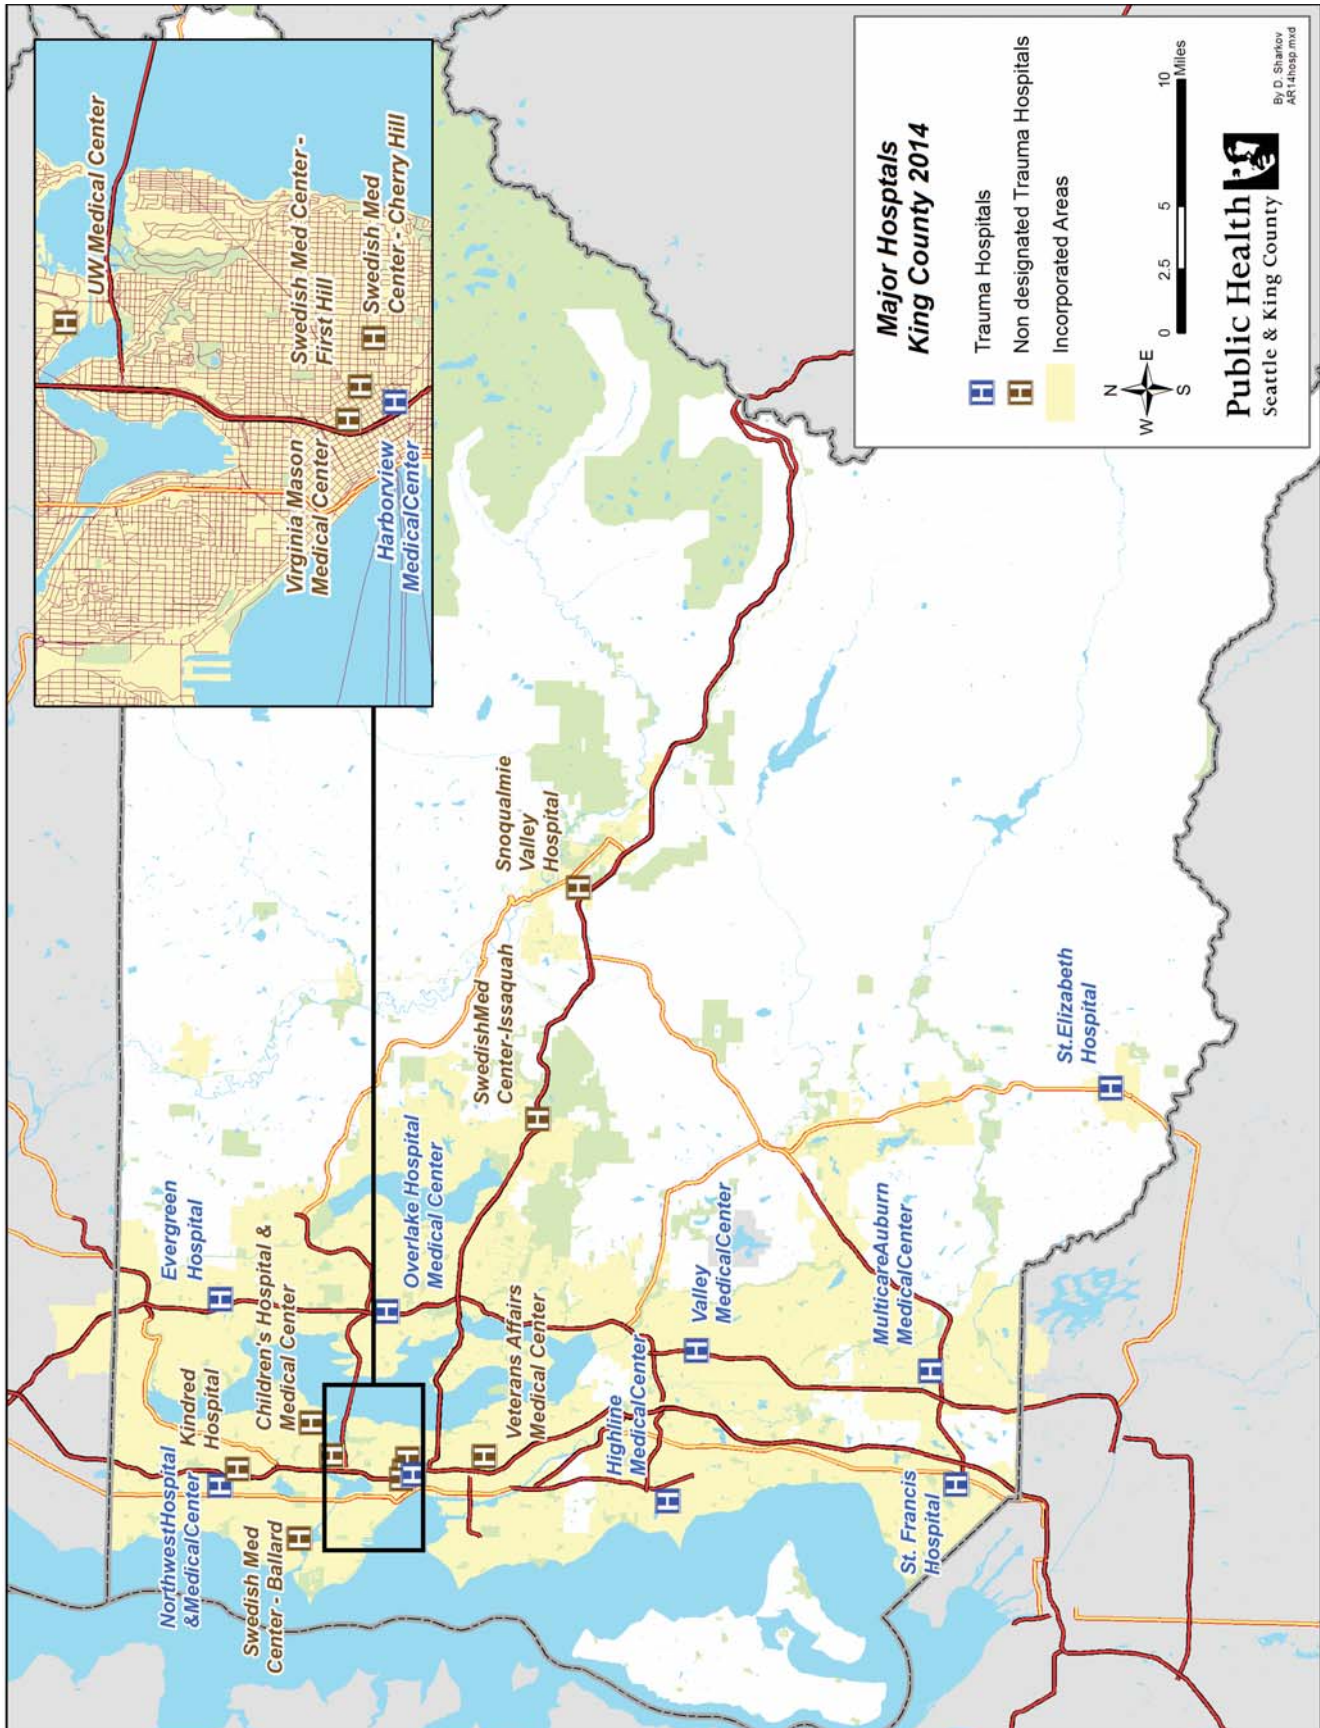 UW Medical Center
Swedish Med Center -
First Hill
Swedish Med
Center - Cherry Hill
Virginia Mason
Medical Center
Harborview
MedicalCenter
NorthwestHospital
&MedicalCenter
Kindred
Hospital
Evergreen
Hospital
Swedish Med
Center - Ballard
Children's Hospital &
Medical Center
Overlake Hospital
Medical Center
SwedishMed
Center-Issaquah
Snoqualmie
Valley
Hospital
Veterans Affairs
Medical Center
Highline
MedicalCenter
Valley
MedicalCenter
MulticareAuburn
MedicalCenter
St. Francis
Hospital
St.Elizabeth
Hospital
Major Hosptals
King County 2014
H Trauma Hospitals
H Non designated Trauma Hospitals
Incorporated Areas
N
W E
S
0 2.5 5 10
Miles
Public Health
Seattle & King County
By D. Sharkov
AR14hosp.mxd